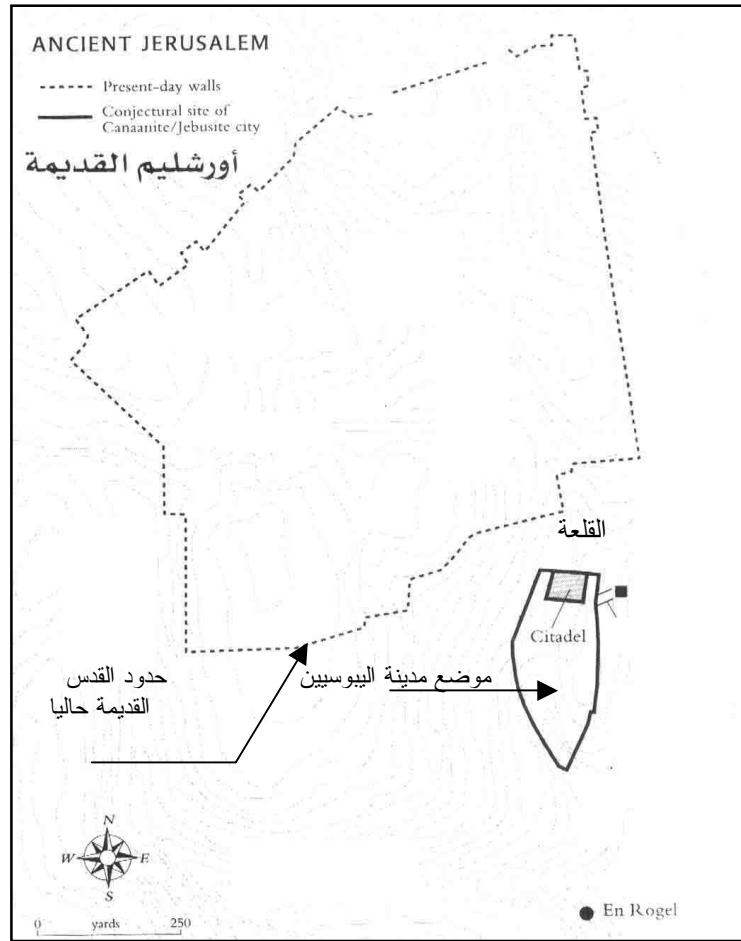 ANCIENT JERUSALEM
Present-day walls
Conjectural site of
Canaanite/Jebusite city
أورشليم القديمة
القلعة
Citadel
موضع مدينة اليبوسيين
حدود القدس
القديمة حاليا
N
W E
S
0 yards 250
En Rogel